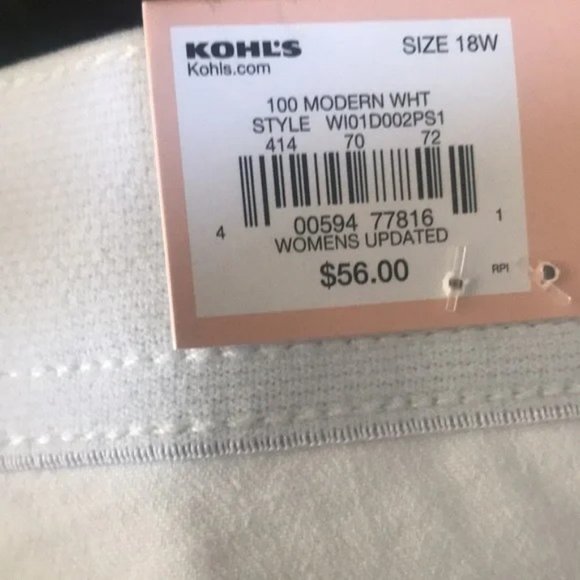 KOHL'S
SIZE 18W
Kohls.com
100 MODERN WHT
STYLE WI01D002PS1
414 70 72
4 00594 77816 1
WOMENS UPDATED
$56.00
RPI